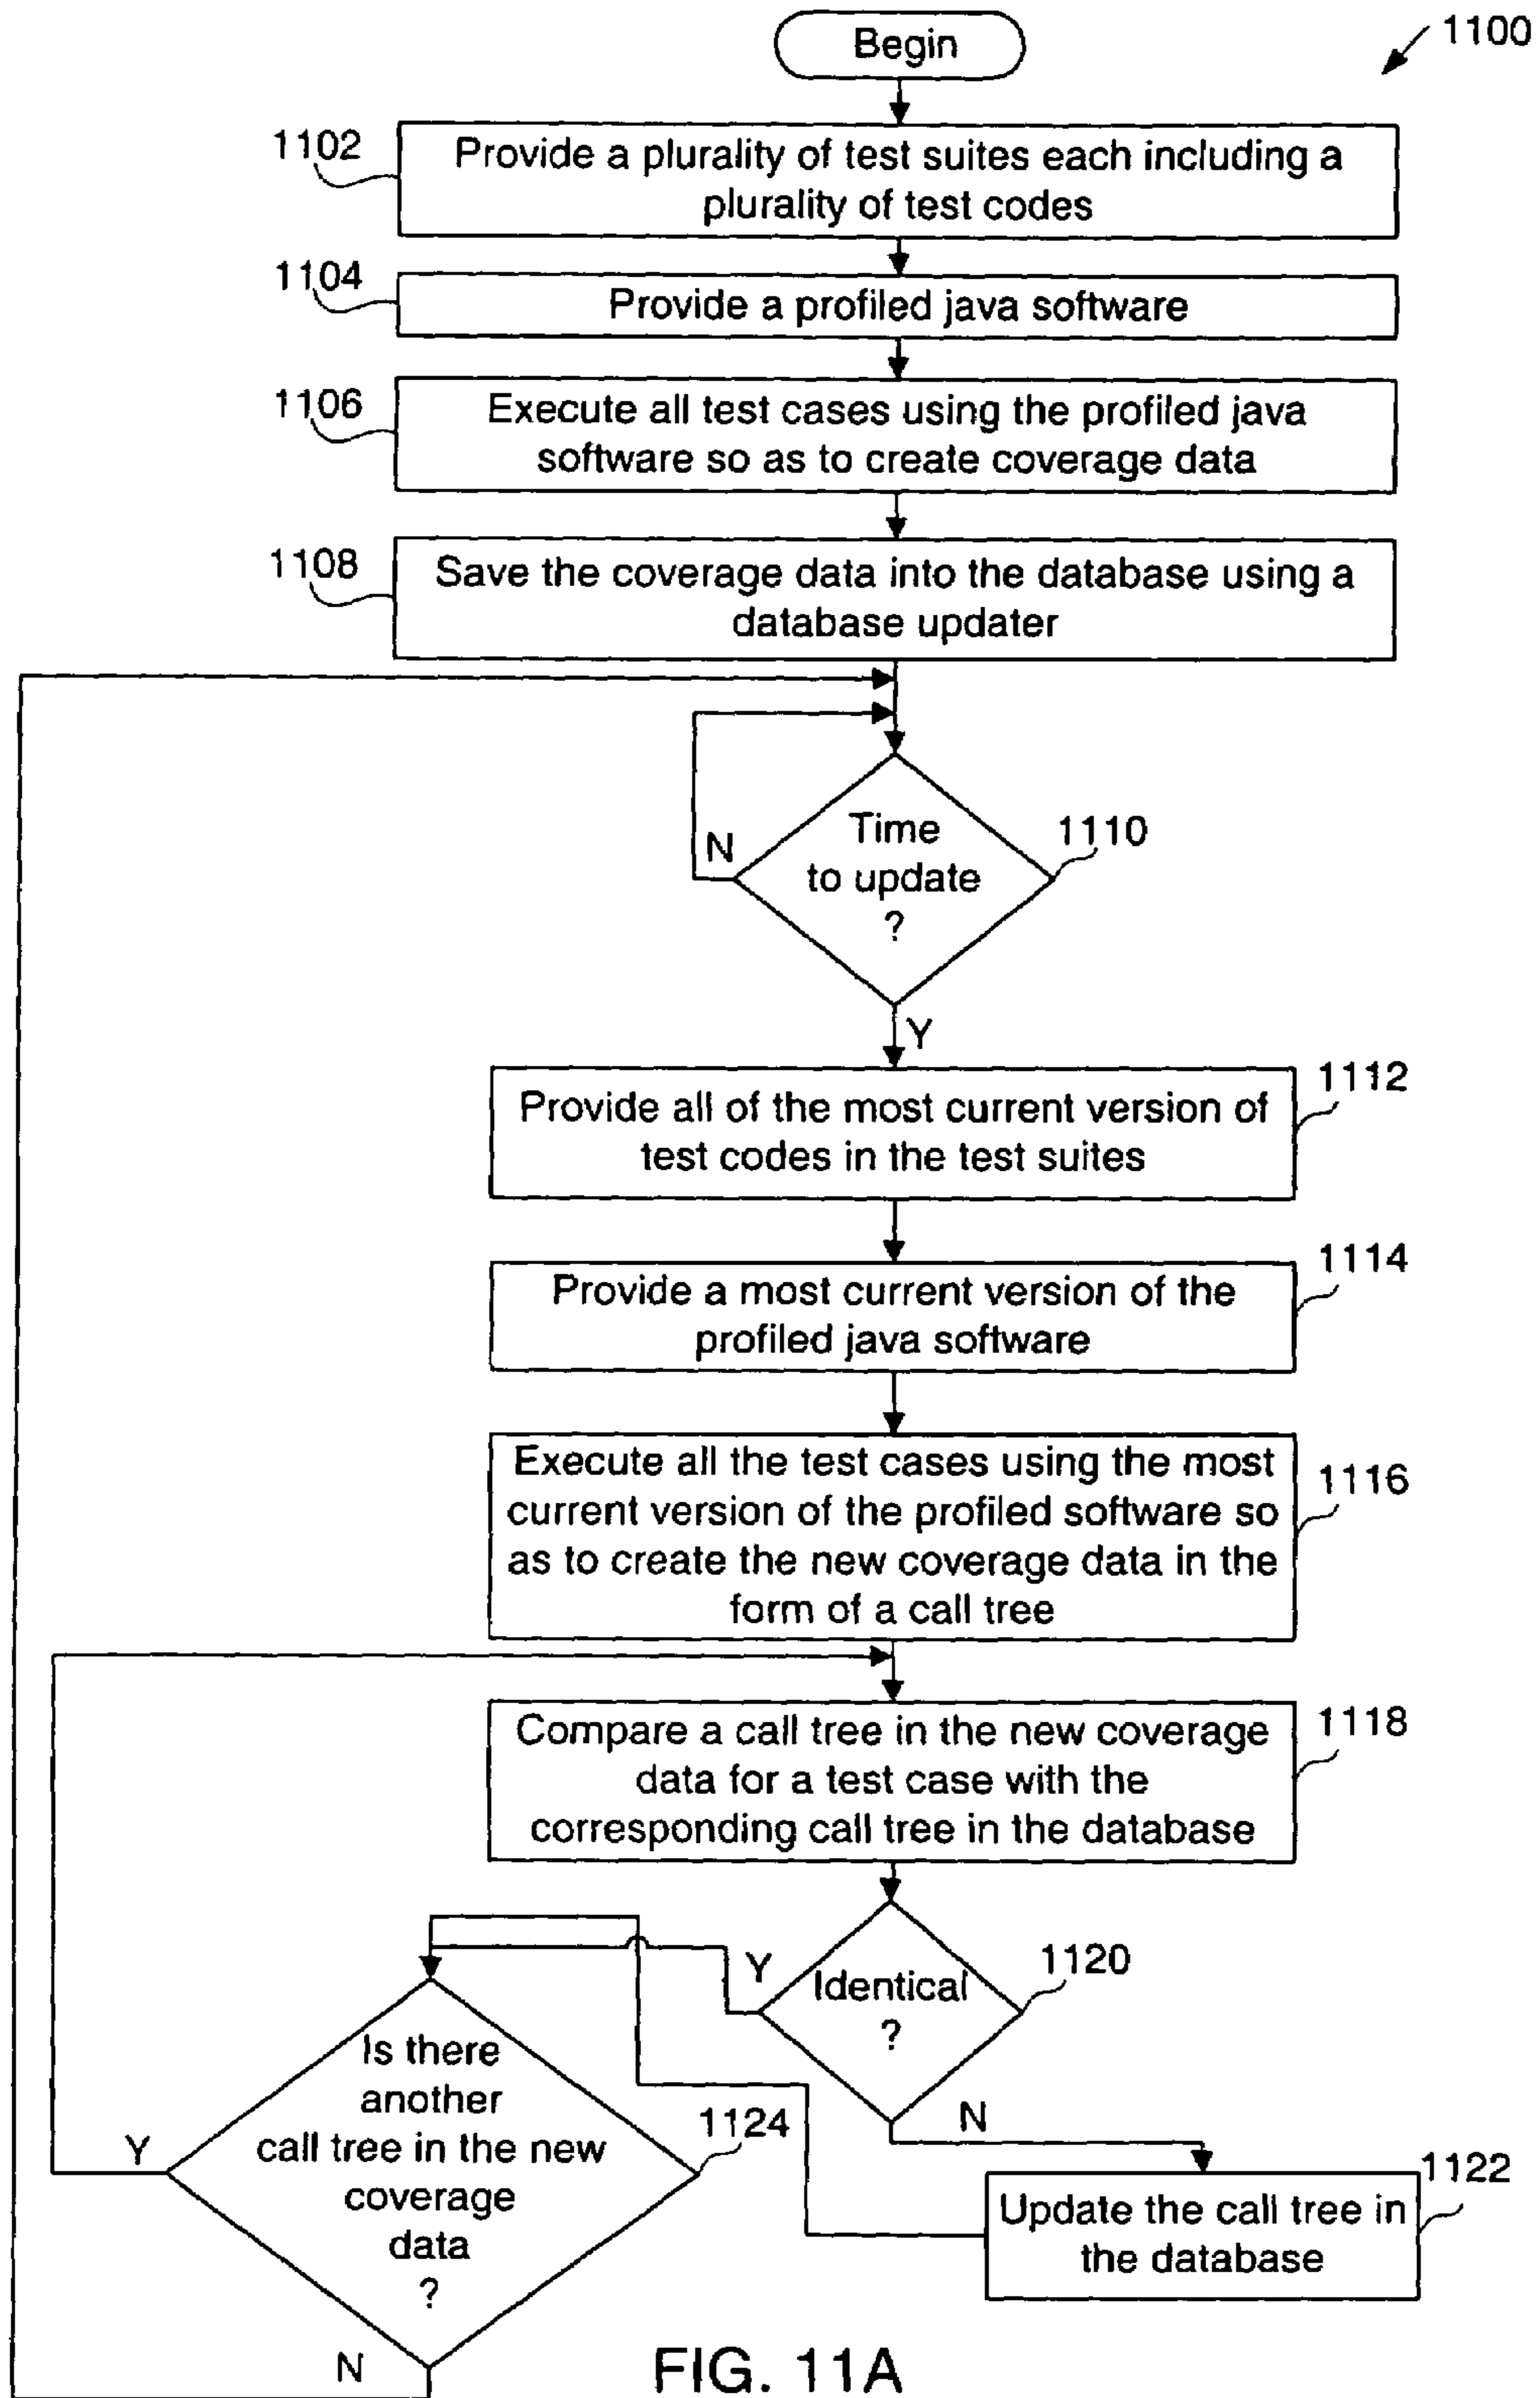 Begin
1100
1102
Provide a plurality of test suites each including a
plurality of test codes
1104
Provide a profiled java software
1106
Execute all test cases using the profiled java
software so as to create coverage data
1108
Save the coverage data into the database using a
database updater
Time
to update
?
1110
N
Y
Provide all of the most current version of
test codes in the test suites
1112
Provide a most current version of the
profiled java software
1114
Execute all the test cases using the most
current version of the profiled software so
as to create the new coverage data in the
form of a call tree
1116
Compare a call tree in the new coverage
data for a test case with the
corresponding call tree in the database
1118
Identical
?
1120
Y
N
Is there
another
call tree in the new
coverage
data
?
1124
Y
N
Update the call tree in
the database
1122
FIG. 11A